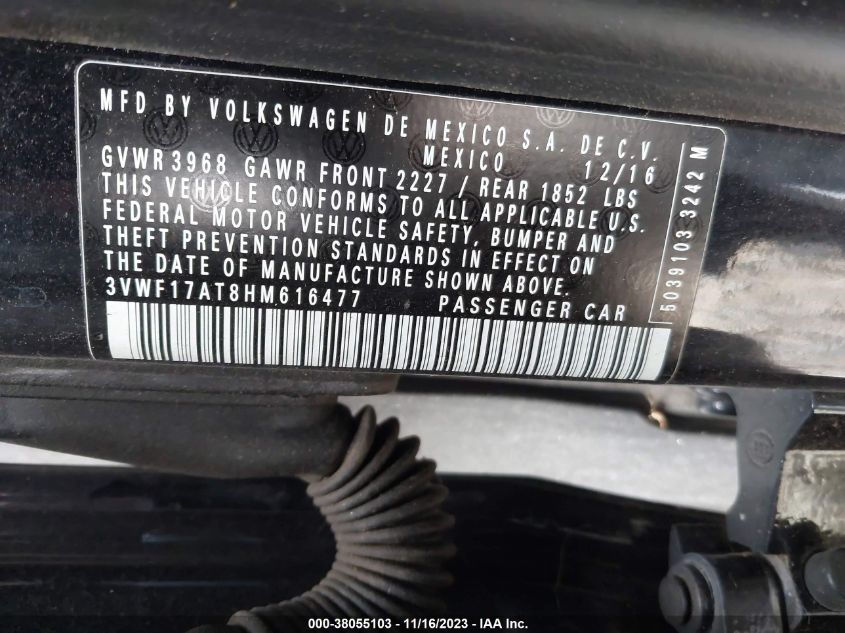 MFD BY VOLKSWAGEN DE MEXICO S.A. DE C.V.
MEXICO 12/16
GVWR 3968 GAWR FRONT 2227 / REAR 1852 LBS
THIS VEHICLE CONFORMS TO ALL APPLICABLE U.S.
FEDERAL MOTOR VEHICLE SAFETY, BUMPER AND
THEFT PREVENTION STANDARDS IN EFFECT ON
THE DATE OF MANUFACTURE SHOWN ABOVE.
3VWF17AT8HM616477 PASSENGER CAR
5039103 3242 M
000-38055103 - 11/16/2023 - IAA Inc.